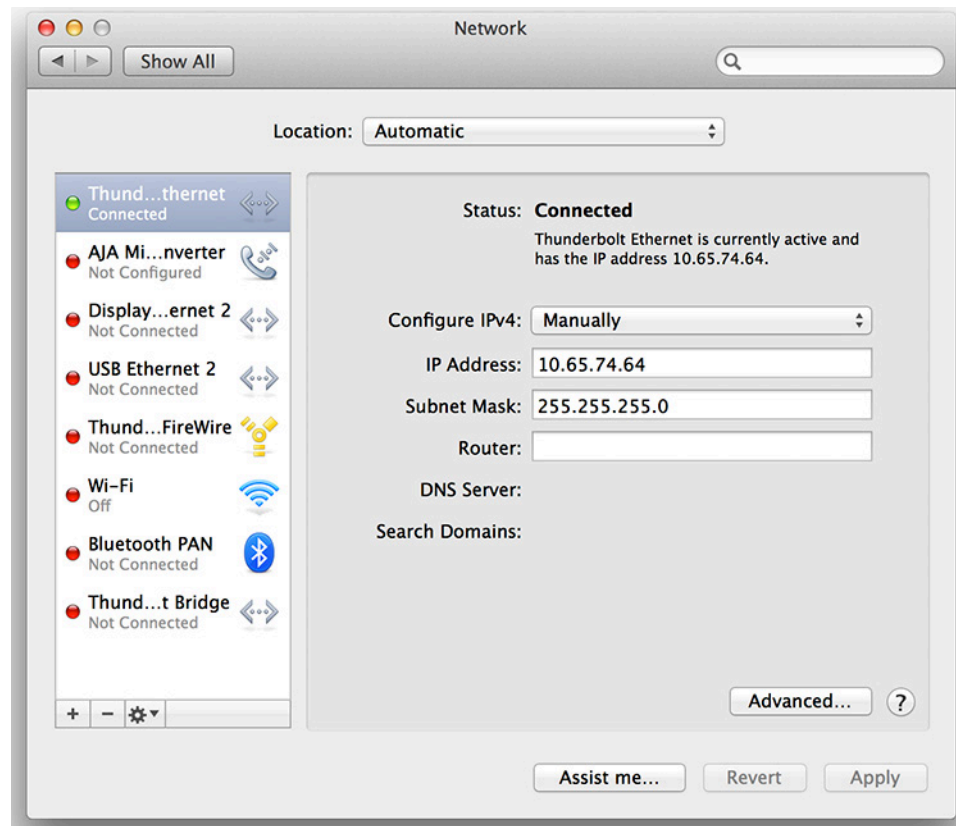 Network
Show All
Location: Automatic
Thund...thernet
Connected
AJA Mi...nverter
Not Configured
Display...ernet 2
Not Connected
USB Ethernet 2
Not Connected
Thund...FireWire
Not Connected
Wi-Fi
Off
Bluetooth PAN
Not Connected
Thund...t Bridge
Not Connected
+ −
Status: Connected
Thunderbolt Ethernet is currently active and
has the IP address 10.65.74.64.
Configure IPv4: Manually
IP Address: 10.65.74.64
Subnet Mask: 255.255.255.0
Router:
DNS Server:
Search Domains:
Advanced... ?
Assist me... Revert Apply